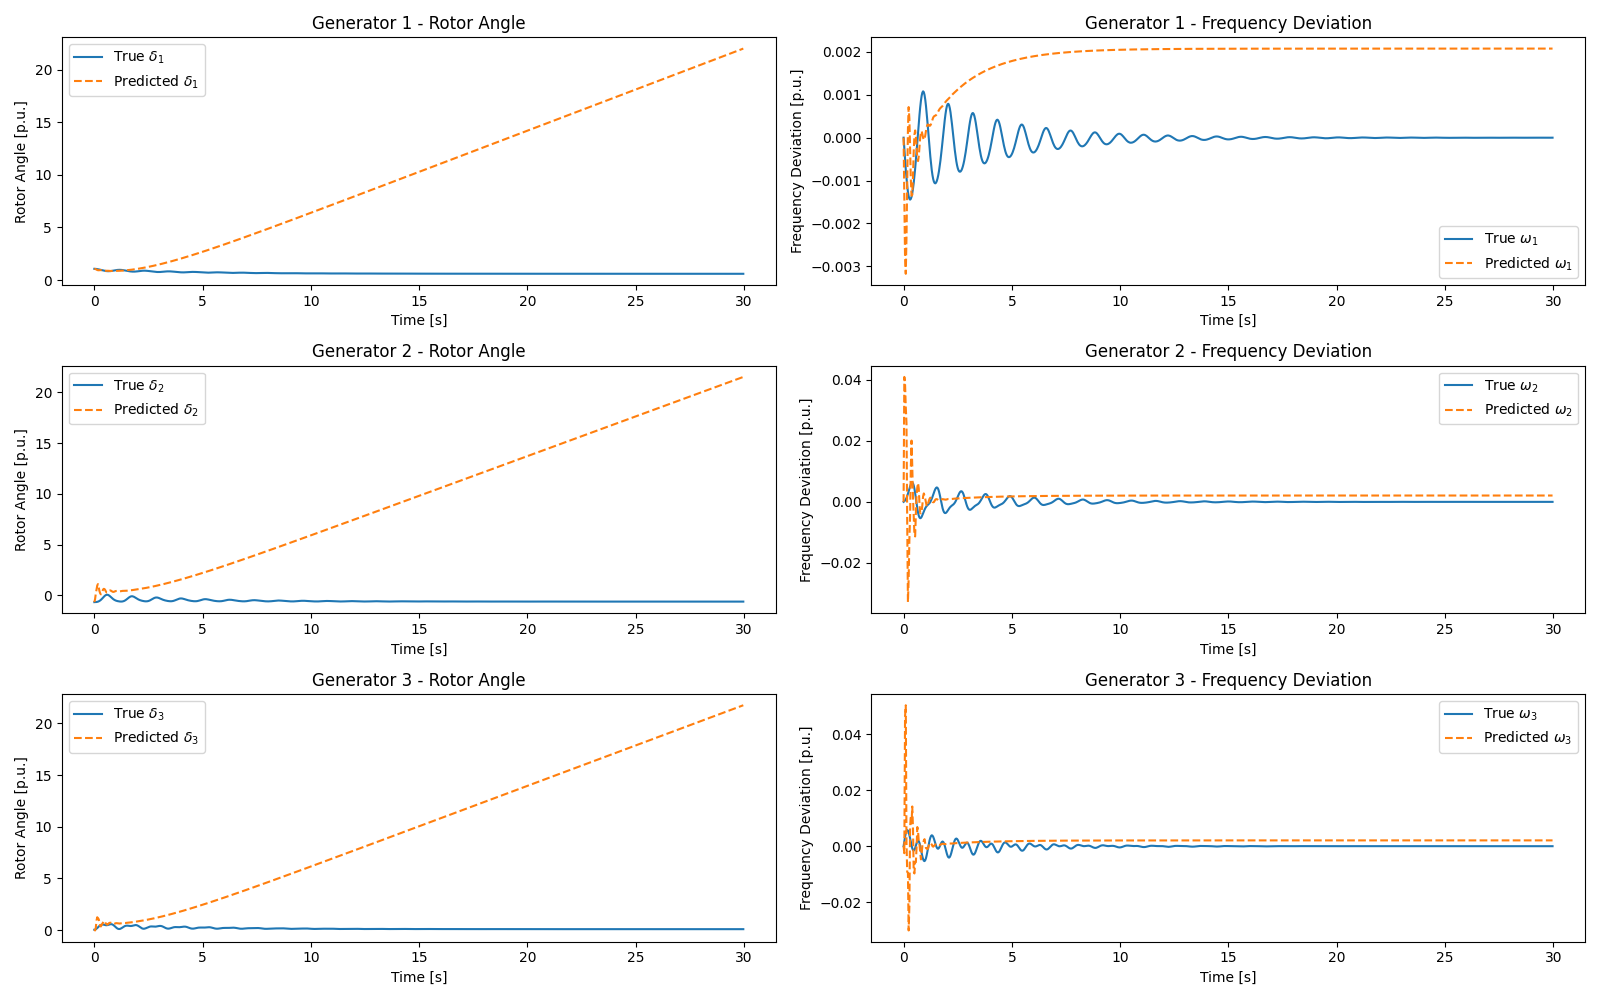 Generator 1 - Rotor Angle
Rotor Angle [p.u.]
20
15
10
5
0
True δ₁
Predicted δ₁
0 5 10 15 20 25 30
Time [s]
Generator 1 - Frequency Deviation
Frequency Deviation [p.u.]
0.002
0.001
0.000
−0.001
−0.002
−0.003
True ω₁
Predicted ω₁
0 5 10 15 20 25 30
Time [s]
Generator 2 - Rotor Angle
Rotor Angle [p.u.]
20
15
10
5
0
True δ₂
Predicted δ₂
0 5 10 15 20 25 30
Time [s]
Generator 2 - Frequency Deviation
Frequency Deviation [p.u.]
0.04
0.02
0.00
−0.02
True ω₂
Predicted ω₂
0 5 10 15 20 25 30
Time [s]
Generator 3 - Rotor Angle
Rotor Angle [p.u.]
20
15
10
5
0
True δ₃
Predicted δ₃
0 5 10 15 20 25 30
Time [s]
Generator 3 - Frequency Deviation
Frequency Deviation [p.u.]
0.04
0.02
0.00
−0.02
True ω₃
Predicted ω₃
0 5 10 15 20 25 30
Time [s]